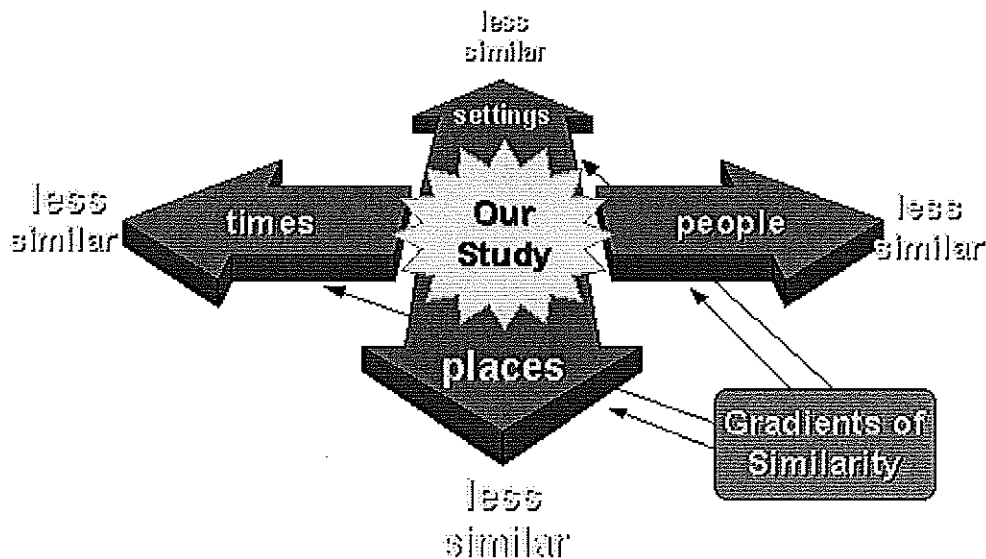 less
similar
settings
less
similar
times
Our
Study
people
less
similar
places
Gradients of
Similarity
less
similar